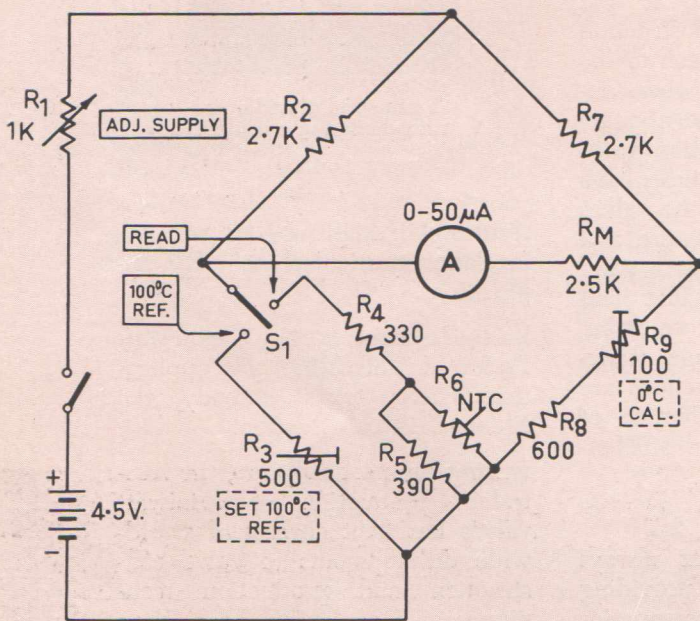 R1
1K
ADJ. SUPPLY
R2
2·7K
R7
2·7K
0-50µA
A
RM
2·5K
READ
100°C
REF.
S1
R4
330
R9
100
0°C
CAL.
R6
NTC
R8
600
R3
500
SET 100°C
REF.
R5
390
+
4·5V.
−